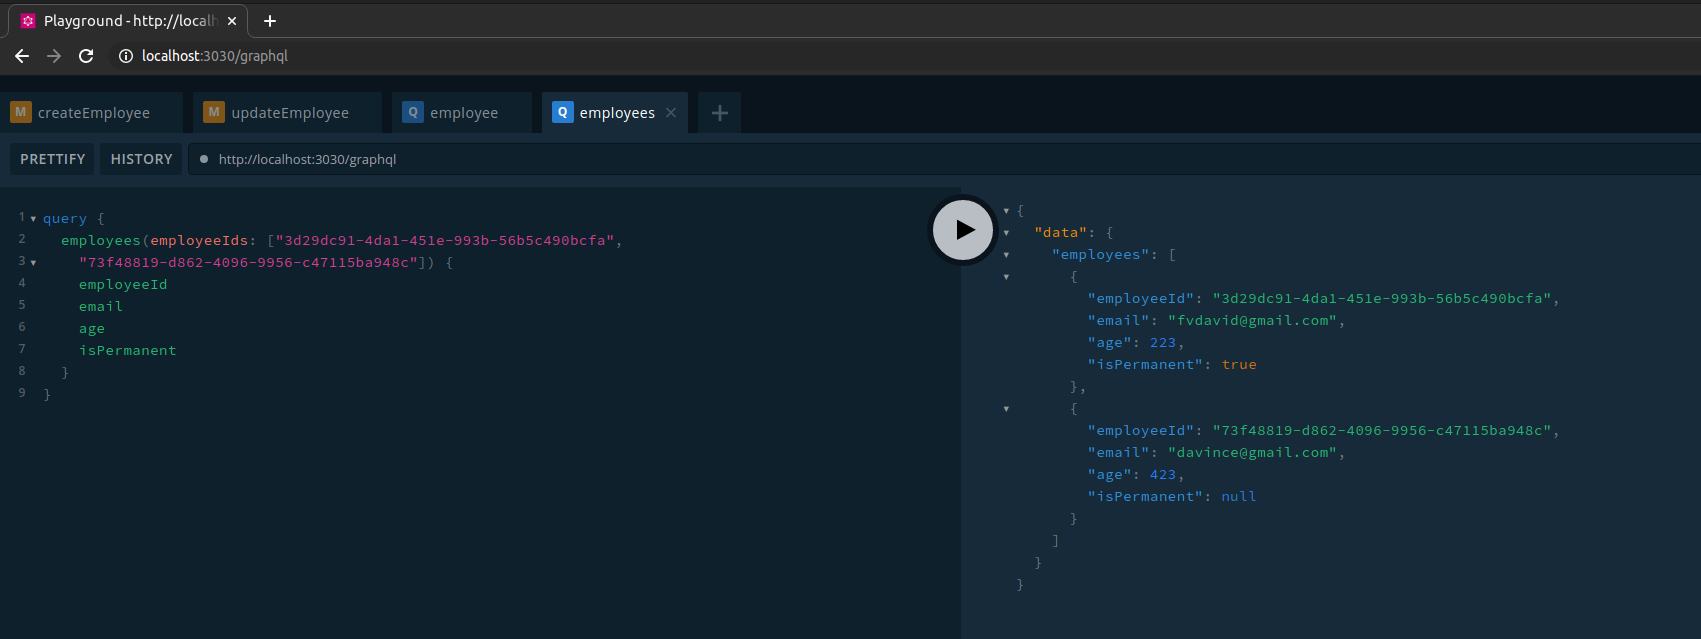 Playground - http://localh
localhost:3030/graphql
M createEmployee M updateEmployee Q employee Q employees
PRETTIFY HISTORY http://localhost:3030/graphql
1 query {
2 employees(employeeIds: ["3d29dc91-4da1-451e-993b-56b5c490bcfa",
3 "73f48819-d862-4096-9956-c47115ba948c"]) {
4 employeeId
5 email
6 age
7 isPermanent
8 }
9 }
{
"data": {
"employees": [
{
"employeeId": "3d29dc91-4da1-451e-993b-56b5c490bcfa",
"email": "fvdavid@gmail.com",
"age": 223,
"isPermanent": true
},
{
"employeeId": "73f48819-d862-4096-9956-c47115ba948c",
"email": "davince@gmail.com",
"age": 423,
"isPermanent": null
}
]
}
}